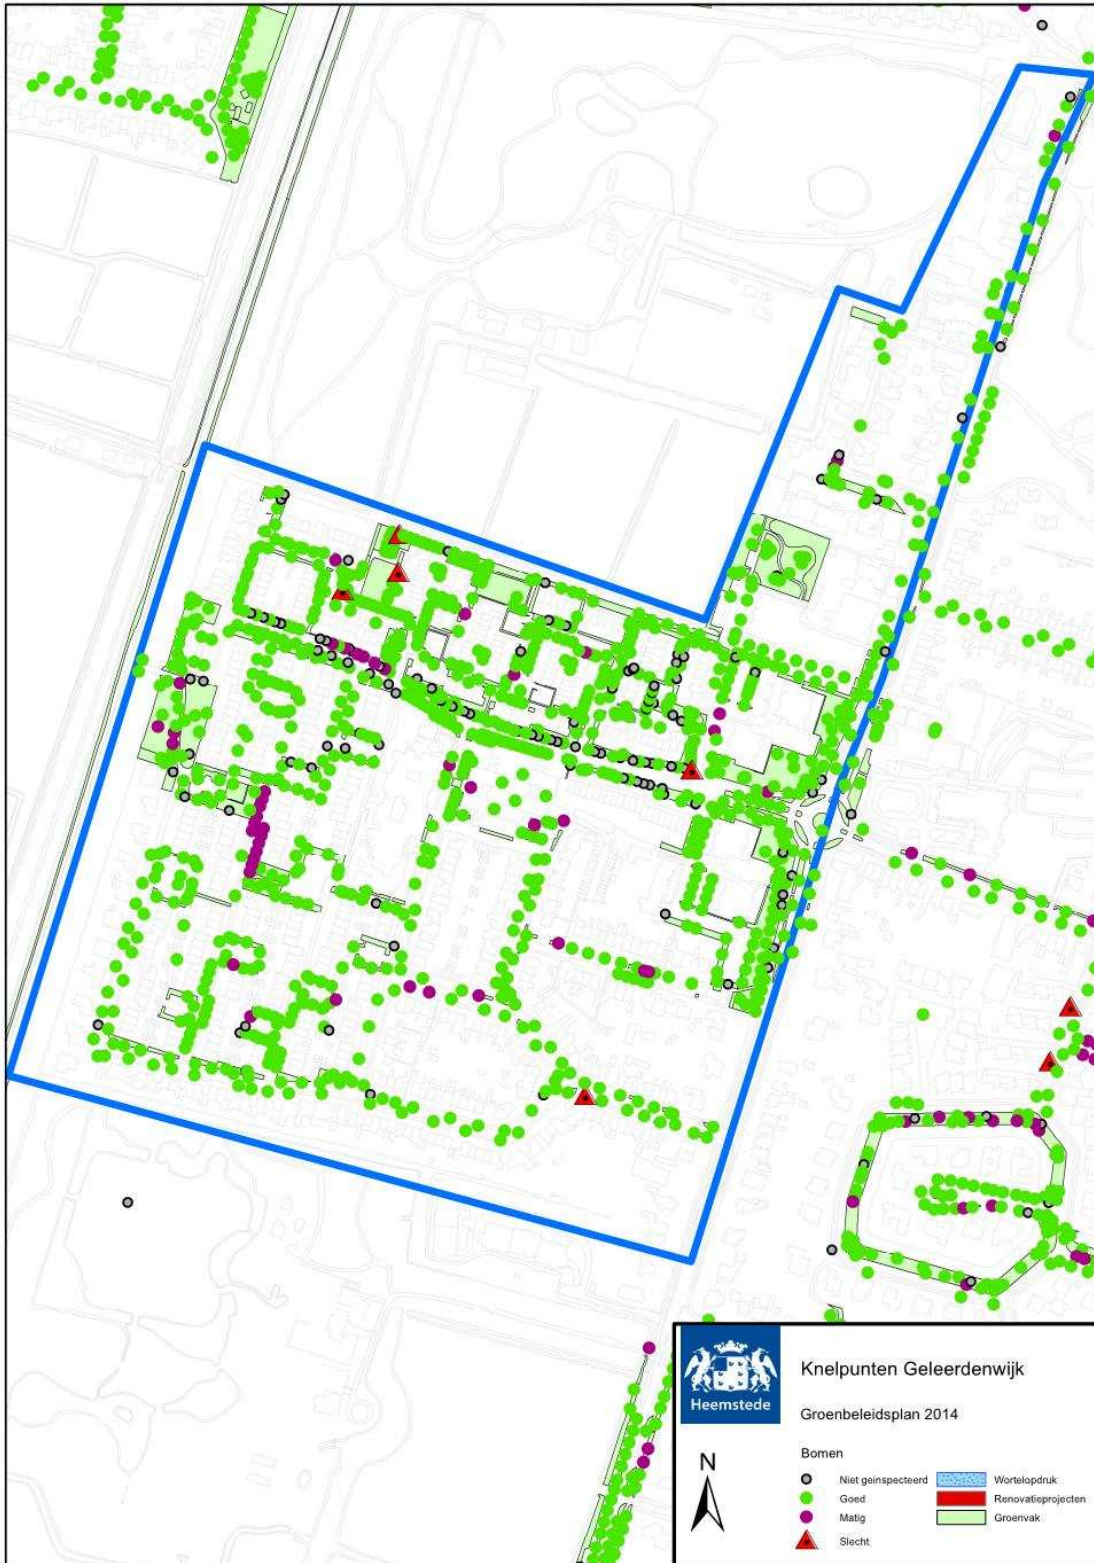 Heemstede
Knelpunten Geleerdenwijk
Groenbeleidsplan 2014
N
Bomen
Niet geinspecteerd
Goed
Matig
Slecht
Wortelopdruk
Renovatieprojecten
Groenvak